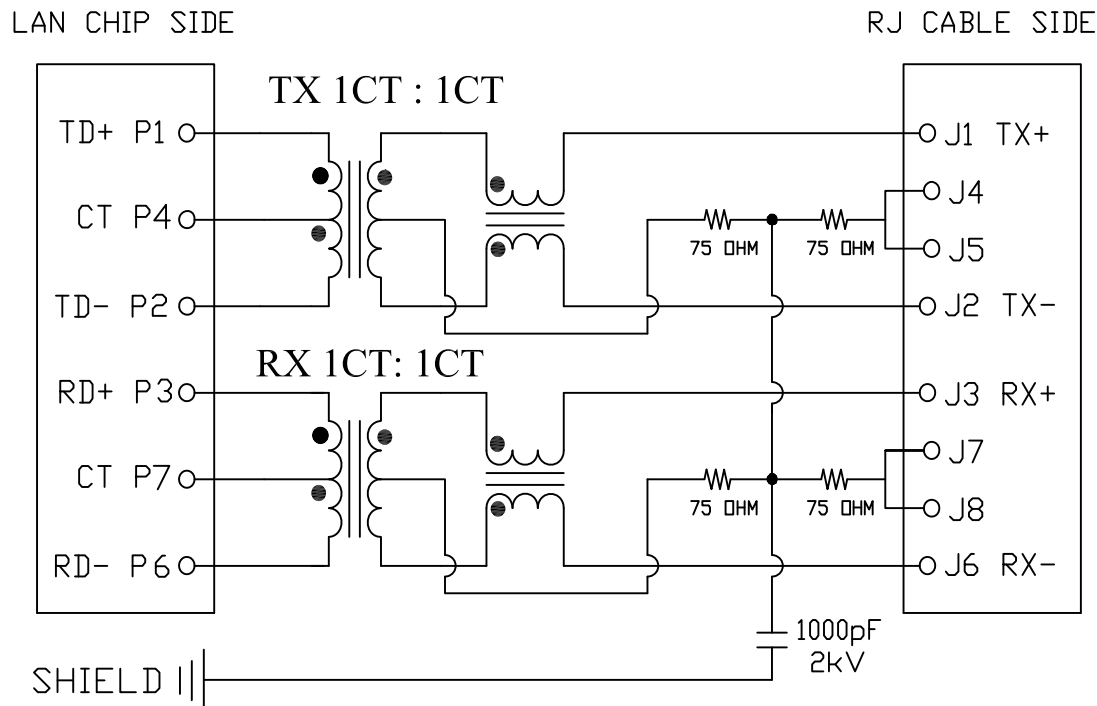 LAN CHIP SIDE
RJ CABLE SIDE
TX 1CT : 1CT
TD+ P1
J1 TX+
J4
CT P4
75 OHM
75 OHM
J5
TD- P2
J2 TX-
RX 1CT: 1CT
RD+ P3
J3 RX+
J7
CT P7
75 OHM
75 OHM
J8
RD- P6
J6 RX-
1000pF
2kV
SHIELD